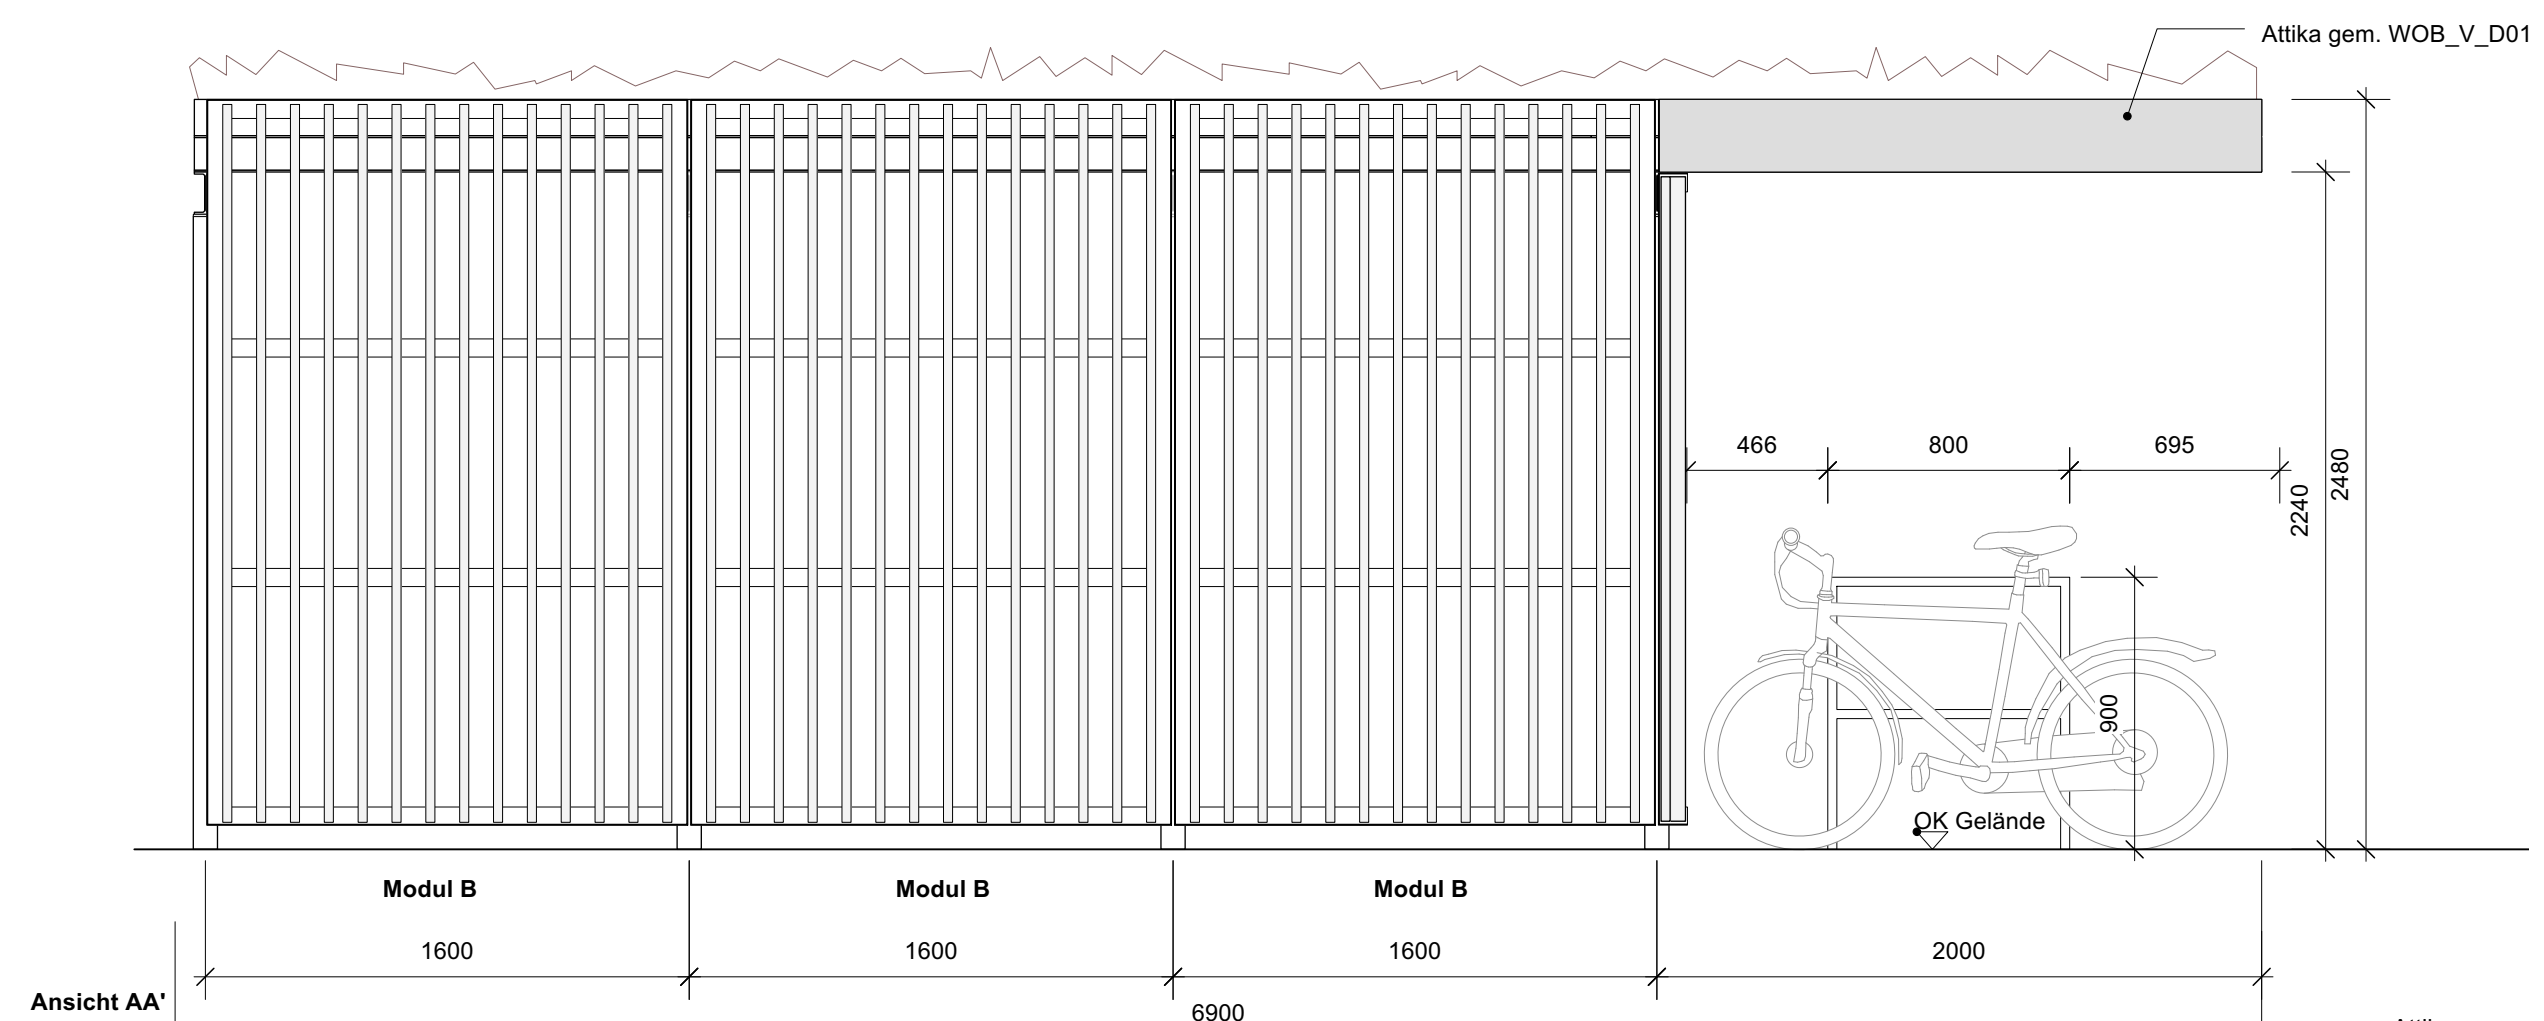 Attika gem. WOB_V_D01
466
800
695
2240
2480
900
OK Gelände
Modul B
Modul B
Modul B
1600
1600
1600
2000
Ansicht AA'
6900